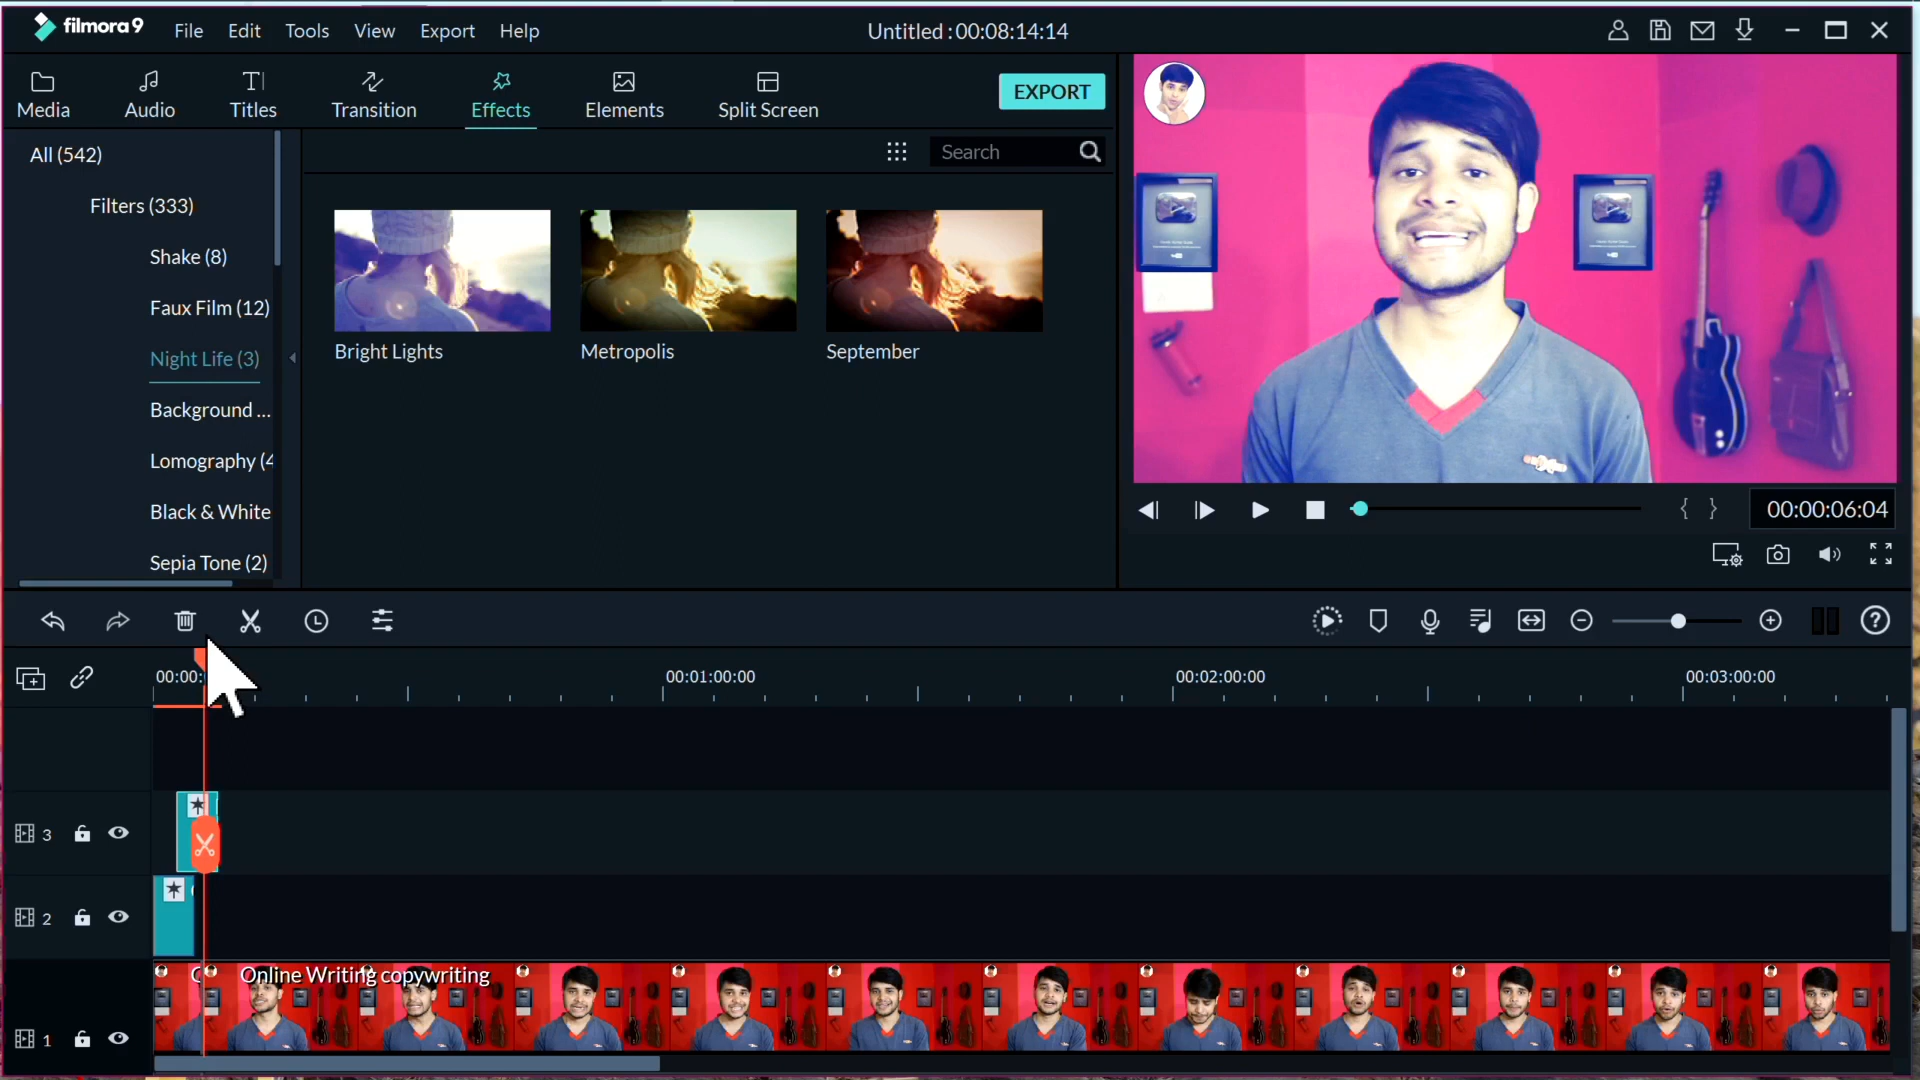 filmora 9
File Edit Tools View Export Help
Untitled : 00:08:14:14
Media Audio Titles Transition Effects Elements Split Screen
EXPORT
All (542)
Search
Filters (333)
Shake (8)
Faux Film (12)
Night Life (3)
Bright Lights Metropolis September
Background ...
Lomography (4
Black & White
Sepia Tone (2)
00:00:06:04
00:00: 00:01:00:00 00:02:00:00 00:03:00:00
3
2
Online Writing copywriting
1